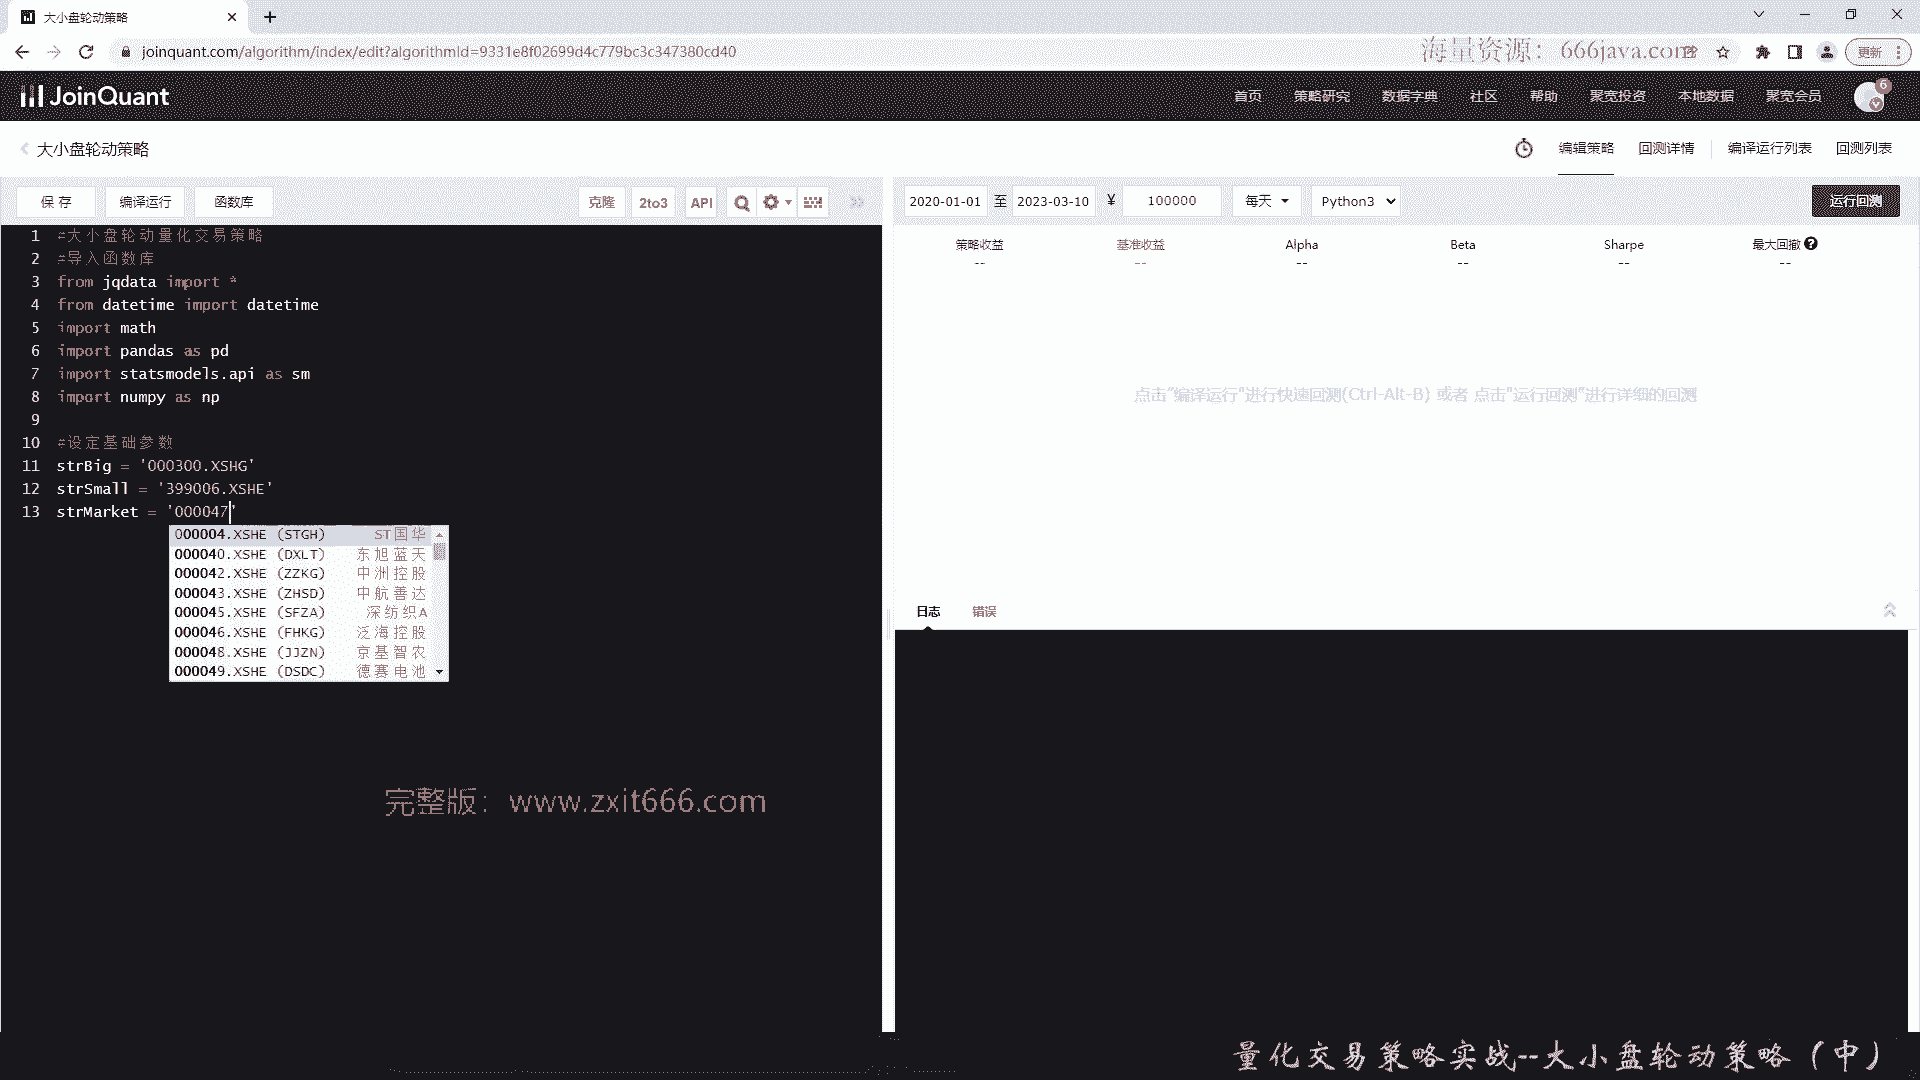 大小盘轮动策略
joinquant.com/algorithm/index/edit?algorithmId=9331e8f02699d4c779bc3c347380cd40
海量资源：666java.com
更新
JoinQuant
首页 策略研究 数据字典 社区 帮助 聚宽投资 本地数据 聚宽会员 6
大小盘轮动策略
编辑策略 回测详情 编译运行列表 回测列表
保 存 编译运行 函数库 克隆 2to3 API
2020-01-01 至 2023-03-10 ¥ 100000 每天 Python3 运行回测
策略收益 基准收益 Alpha Beta Sharpe 最大回撤
-- -- -- -- -- --
点击"编译运行"进行快速回测(Ctrl-Alt-B) 或者 点击"运行回测"进行详细的回测
1 #大小盘轮动量化交易策略
2 #导入函数库
3 from jqdata import *
4 from datetime import datetime
5 import math
6 import pandas as pd
7 import statsmodels.api as sm
8 import numpy as np
9
10 #设定基础参数
11 strBig = '000300.XSHG'
12 strSmall = '399006.XSHE'
13 strMarket = '000047'
000004.XSHE (STGH) ST国华
000040.XSHE (DXLT) 东旭蓝天
000042.XSHE (ZZKG) 中洲控股
000043.XSHE (ZHSD) 中航善达
000045.XSHE (SFZA) 深纺织A
000046.XSHE (FHKG) 泛海控股
000048.XSHE (JJZN) 京基智农
000049.XSHE (DSDC) 德赛电池
日志 错误
完整版：www.zxit666.com
量化交易策略实战--大小盘轮动策略（中）